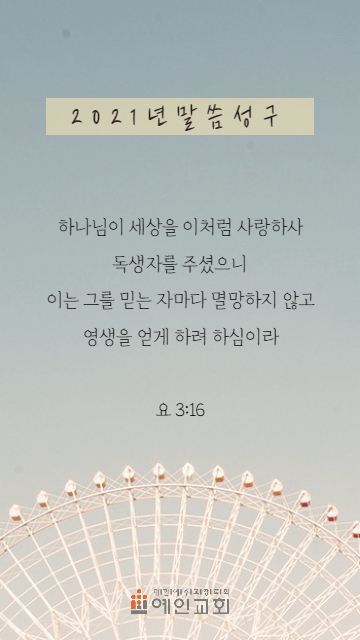 2021년말씀성구
하나님이 세상을 이처럼 사랑하사
독생자를 주셨으니
이는 그를 믿는 자마다 멸망하지 않고
영생을 얻게 하려 하심이라
요 3:16
예인교회